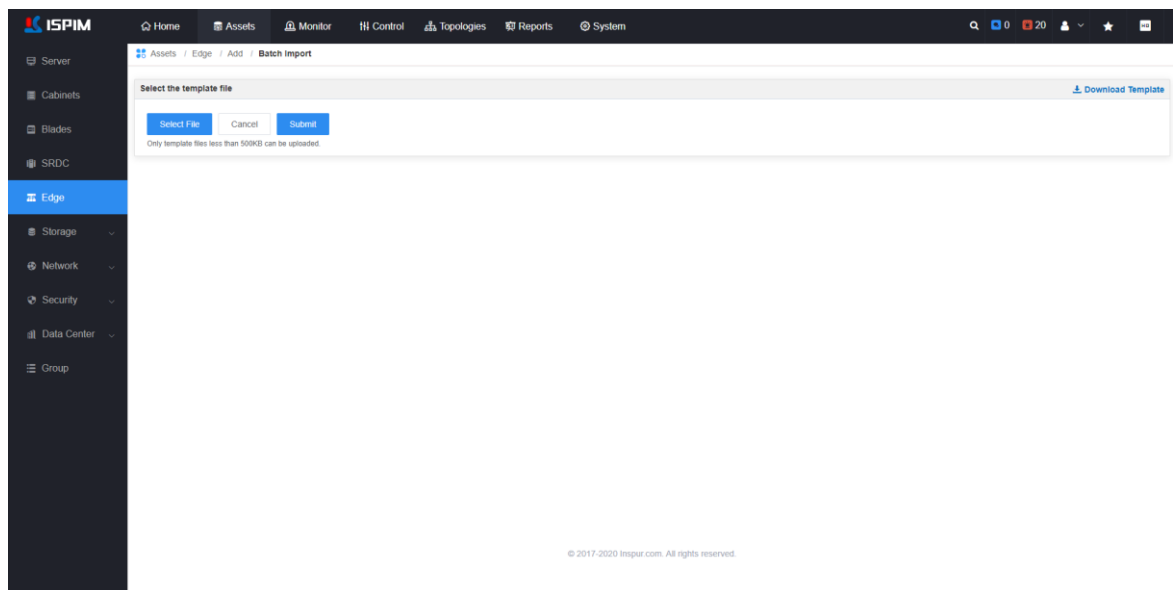 ISPIM Home Assets Monitor Control Topologies Reports System 0 20
Assets / Edge / Add / Batch Import
Server
Cabinets
Blades
SRDC
Edge
Storage
Network
Security
Data Center
Group
Select the template file Download Template
Select File Cancel Submit
Only template files less than 500KB can be uploaded.
© 2017-2020 Inspur.com. All rights reserved.